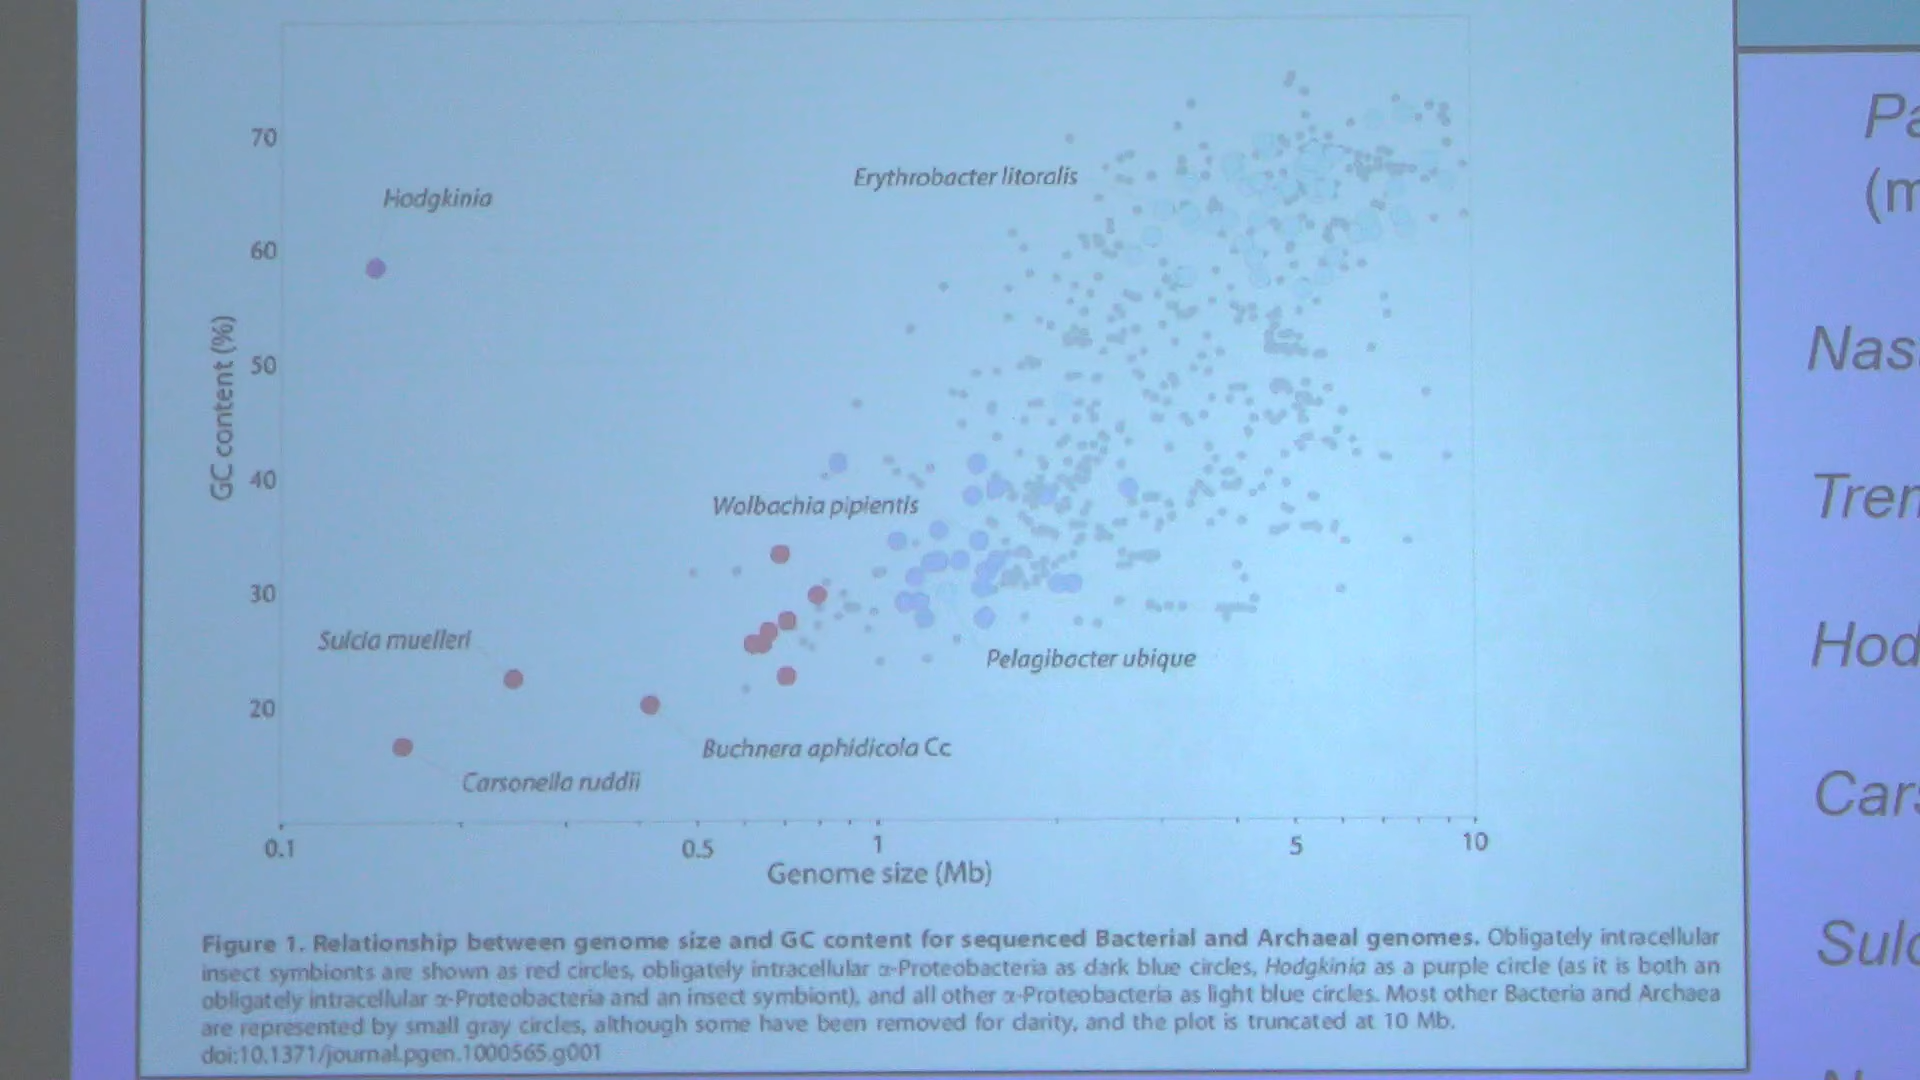 70
Hodgkinia
Erythrobacter litoralis
60
50
GC content (%)
40
Wolbachia pipientis
30
Sulcia muelleri
Pelagibacter ubique
20
Buchnera aphidicola Cc
Carsonella ruddii
0.1
0.5
1
5
10
Genome size (Mb)
Figure 1. Relationship between genome size and GC content for sequenced Bacterial and Archaeal genomes. Obligately intracellular
insect symbionts are shown as red circles, obligately intracellular α-Proteobacteria as dark blue circles, Hodgkinia as a purple circle (as it is both an
obligately intracellular α-Proteobacteria and an insect symbiont), and all other α-Proteobacteria as light blue circles. Most other Bacteria and Archaea
are represented by small gray circles, although some have been removed for clarity, and the plot is truncated at 10 Mb.
doi:10.1371/journal.pgen.1000565.g001
Pa
(m
Nas
Trem
Hod
Cars
Sulc